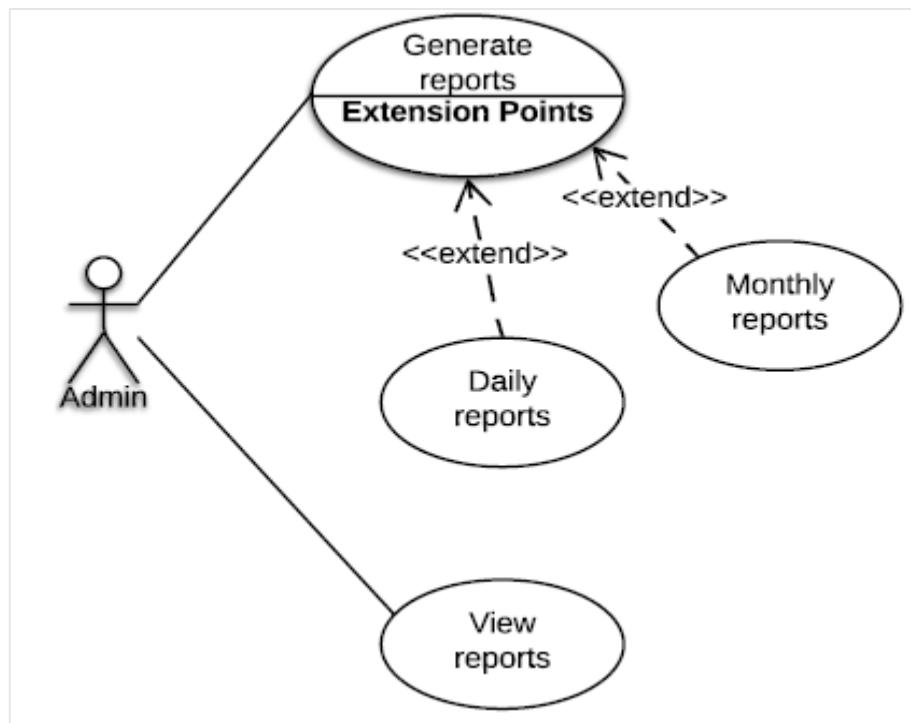 Generate
reports
Extension Points
<<extend>>
<<extend>>
Monthly
reports
Daily
reports
Admin
View
reports